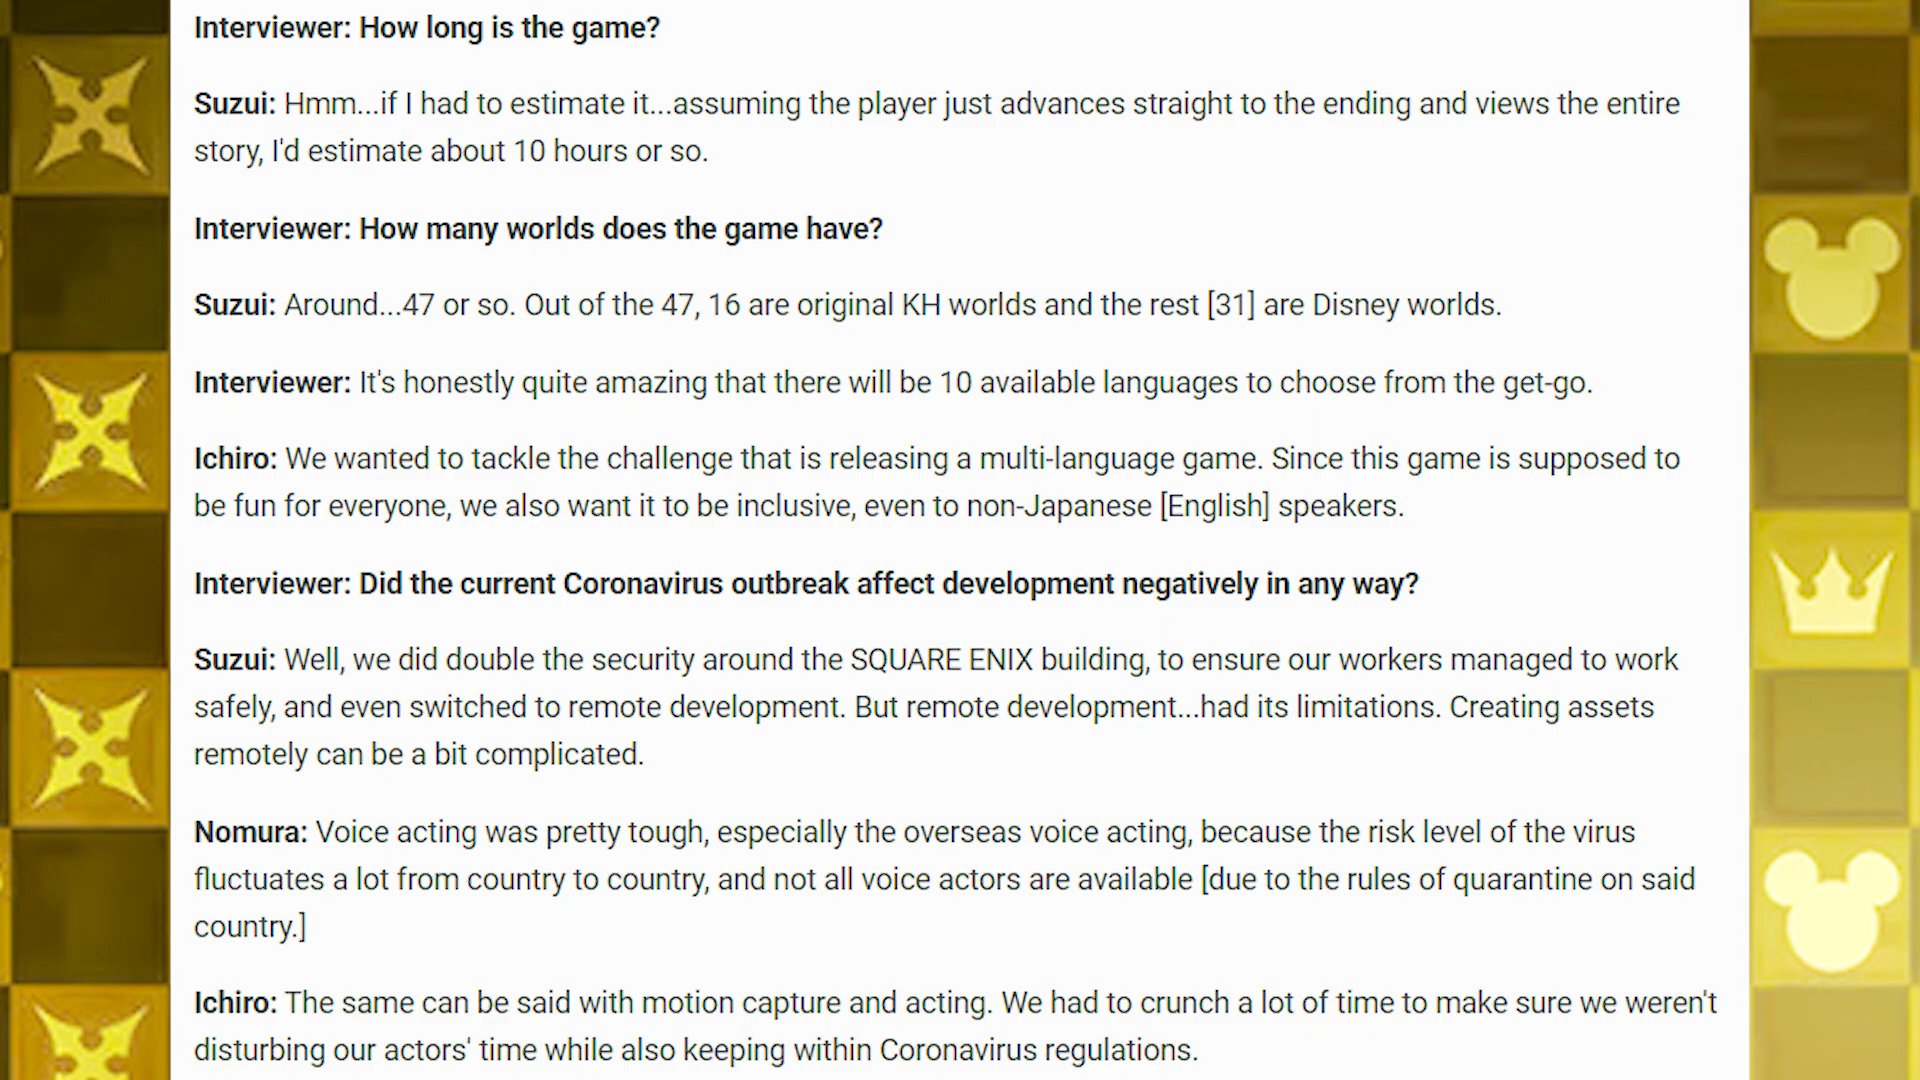 Interviewer: How long is the game?
Suzui: Hmm...if I had to estimate it...assuming the player just advances straight to the ending and views the entire
story, I'd estimate about 10 hours or so.
Interviewer: How many worlds does the game have?
Suzui: Around...47 or so. Out of the 47, 16 are original KH worlds and the rest [31] are Disney worlds.
Interviewer: It's honestly quite amazing that there will be 10 available languages to choose from the get-go.
Ichiro: We wanted to tackle the challenge that is releasing a multi-language game. Since this game is supposed to
be fun for everyone, we also want it to be inclusive, even to non-Japanese [English] speakers.
Interviewer: Did the current Coronavirus outbreak affect development negatively in any way?
Suzui: Well, we did double the security around the SQUARE ENIX building, to ensure our workers managed to work
safely, and even switched to remote development. But remote development...had its limitations. Creating assets
remotely can be a bit complicated.
Nomura: Voice acting was pretty tough, especially the overseas voice acting, because the risk level of the virus
fluctuates a lot from country to country, and not all voice actors are available [due to the rules of quarantine on said
country.]
Ichiro: The same can be said with motion capture and acting. We had to crunch a lot of time to make sure we weren't
disturbing our actors' time while also keeping within Coronavirus regulations.